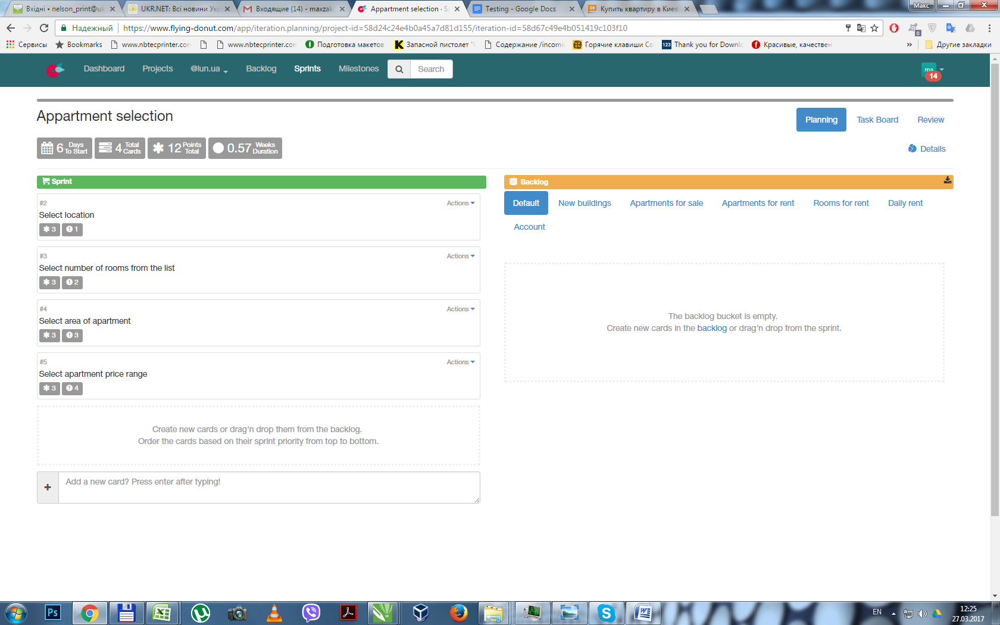 Вхідні • nelson_print@uk
UKR.NET: Всі новини Укр
Входящие (14) - maxzak
Appartment selection · S
Testing - Google Docs
Купить квартиру в Киев
Макс
Надежный
https://www.flying-donut.com/app/iteration.planning/project-id=58d24c24e4b0a45a7d81d155/iteration-id=58d67c49e4b051419c103f10
0
Сервисы
Bookmarks
www.nbtecprinter.com
www.nbtecprinter.com
Подготовка макетов
Запасной пистолет "G
Содержание /incomi
Горячие клавиши Co
123
Thank you for Downlo
Красивые, качествен
»
Другие закладки
Dashboard
Projects
@lun.ua
Backlog
Sprints
Milestones
Search
ma
14
Appartment selection
Planning
Task Board
Review
6 Days To Start
4 Total Cards
12 Points Total
0.57 Weeks Duration
Details
Sprint
#2
Actions
Select location
3
1
#3
Actions
Select number of rooms from the list
3
2
#4
Actions
Select area of apartment
3
3
#5
Actions
Select apartment price range
3
4
Create new cards or drag'n drop them from the backlog.
Order the cards based on their sprint priority from top to bottom.
Add a new card? Press enter after typing!
Backlog
Default
New buildings
Apartments for sale
Apartments for rent
Rooms for rent
Daily rent
Account
The backlog bucket is empty.
Create new cards in the backlog or drag'n drop from the sprint.
Ps
EN
12:25
27.03.2017